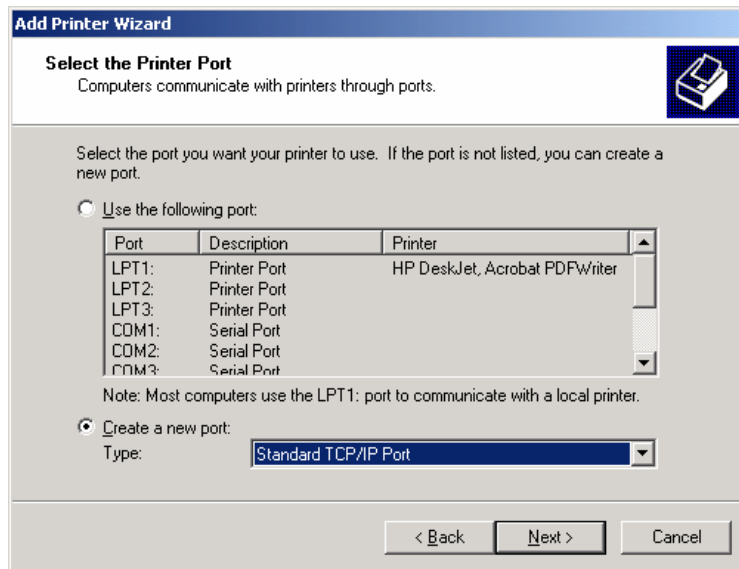 Add Printer Wizard
Select the Printer Port
Computers communicate with printers through ports.
Select the port you want your printer to use. If the port is not listed, you can create a
new port.
Use the following port:
Port Description Printer
LPT1: Printer Port HP DeskJet, Acrobat PDFWriter
LPT2: Printer Port
LPT3: Printer Port
COM1: Serial Port
COM2: Serial Port
COM3: Serial Port
Note: Most computers use the LPT1: port to communicate with a local printer.
Create a new port:
Type: Standard TCP/IP Port
< Back Next > Cancel